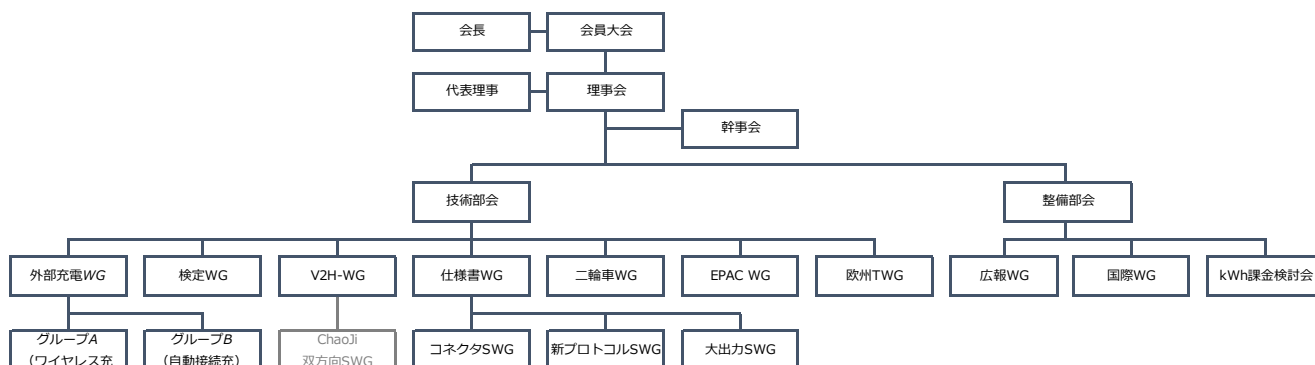 会長
会員大会
代表理事
理事会
幹事会
技術部会
整備部会
外部充電WG
検定WG
V2H-WG
仕様書WG
二輪車WG
EPAC WG
欧州TWG
広報WG
国際WG
kWh課金検討会
グループA
（ワイヤレス充
グループB
（自動接続充）
ChaoJi
双方向SWG
コネクタSWG
新プロトコルSWG
大出力SWG